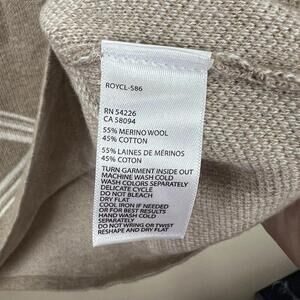 ROYCL-586
RN 54226
CA 58094
55% MERINO WOOL
45% COTTON
55% LAINES DE MÉRINOS
45% COTON
TURN GARMENT INSIDE OUT
MACHINE WASH COLD
WASH COLORS SEPARATELY
DELICATE CYCLE
DO NOT BLEACH
DRY FLAT
COOL IRON IF NEEDED
OR FOR BEST RESULTS
HAND WASH COLD
SEPARATELY
DO NOT WRING OR TWIST
RESHAPE AND DRY FLAT